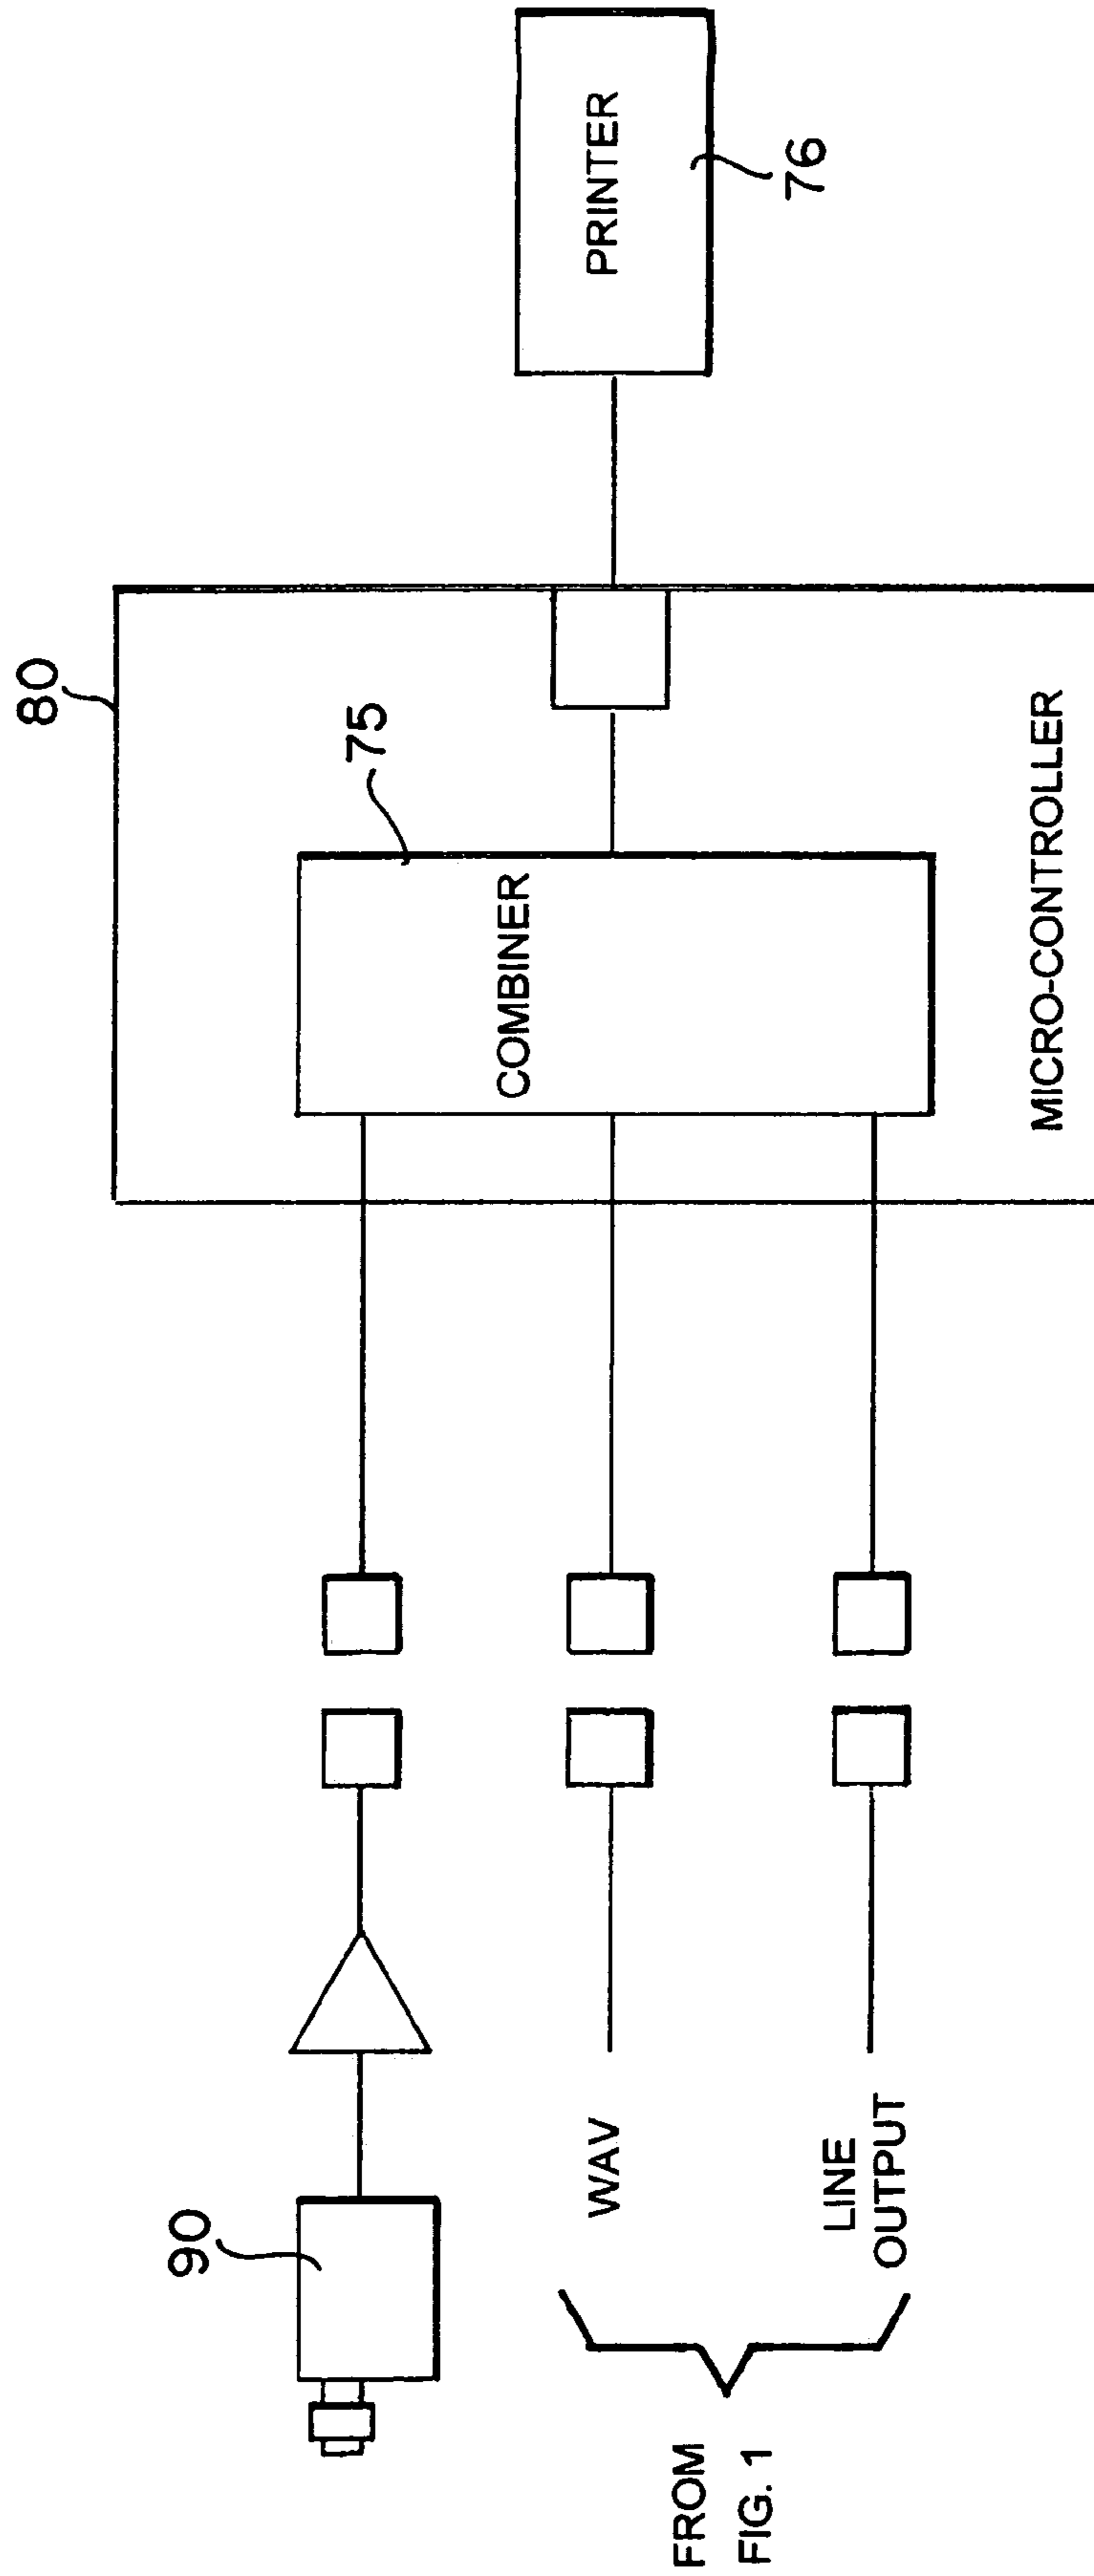 80
75
COMBINER
PRINTER
76
MICRO-CONTROLLER
90
WAV
LINE
OUTPUT
FROM
FIG. 1